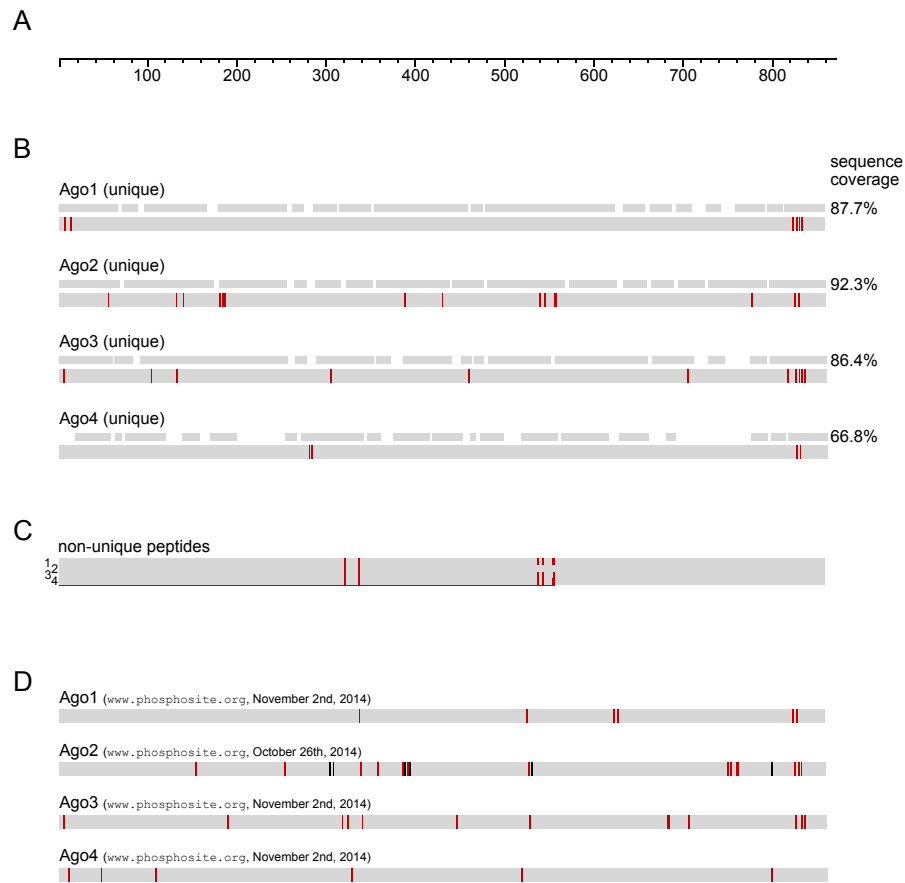 A
100 200 300 400 500 600 700 800
B
sequence
coverage
Ago1 (unique)
87.7%
Ago2 (unique)
92.3%
Ago3 (unique)
86.4%
Ago4 (unique)
66.8%
C
non-unique peptides
1
2
3
4
D
Ago1 (www.phosphosite.org, November 2nd, 2014)
Ago2 (www.phosphosite.org, October 26th, 2014)
Ago3 (www.phosphosite.org, November 2nd, 2014)
Ago4 (www.phosphosite.org, November 2nd, 2014)